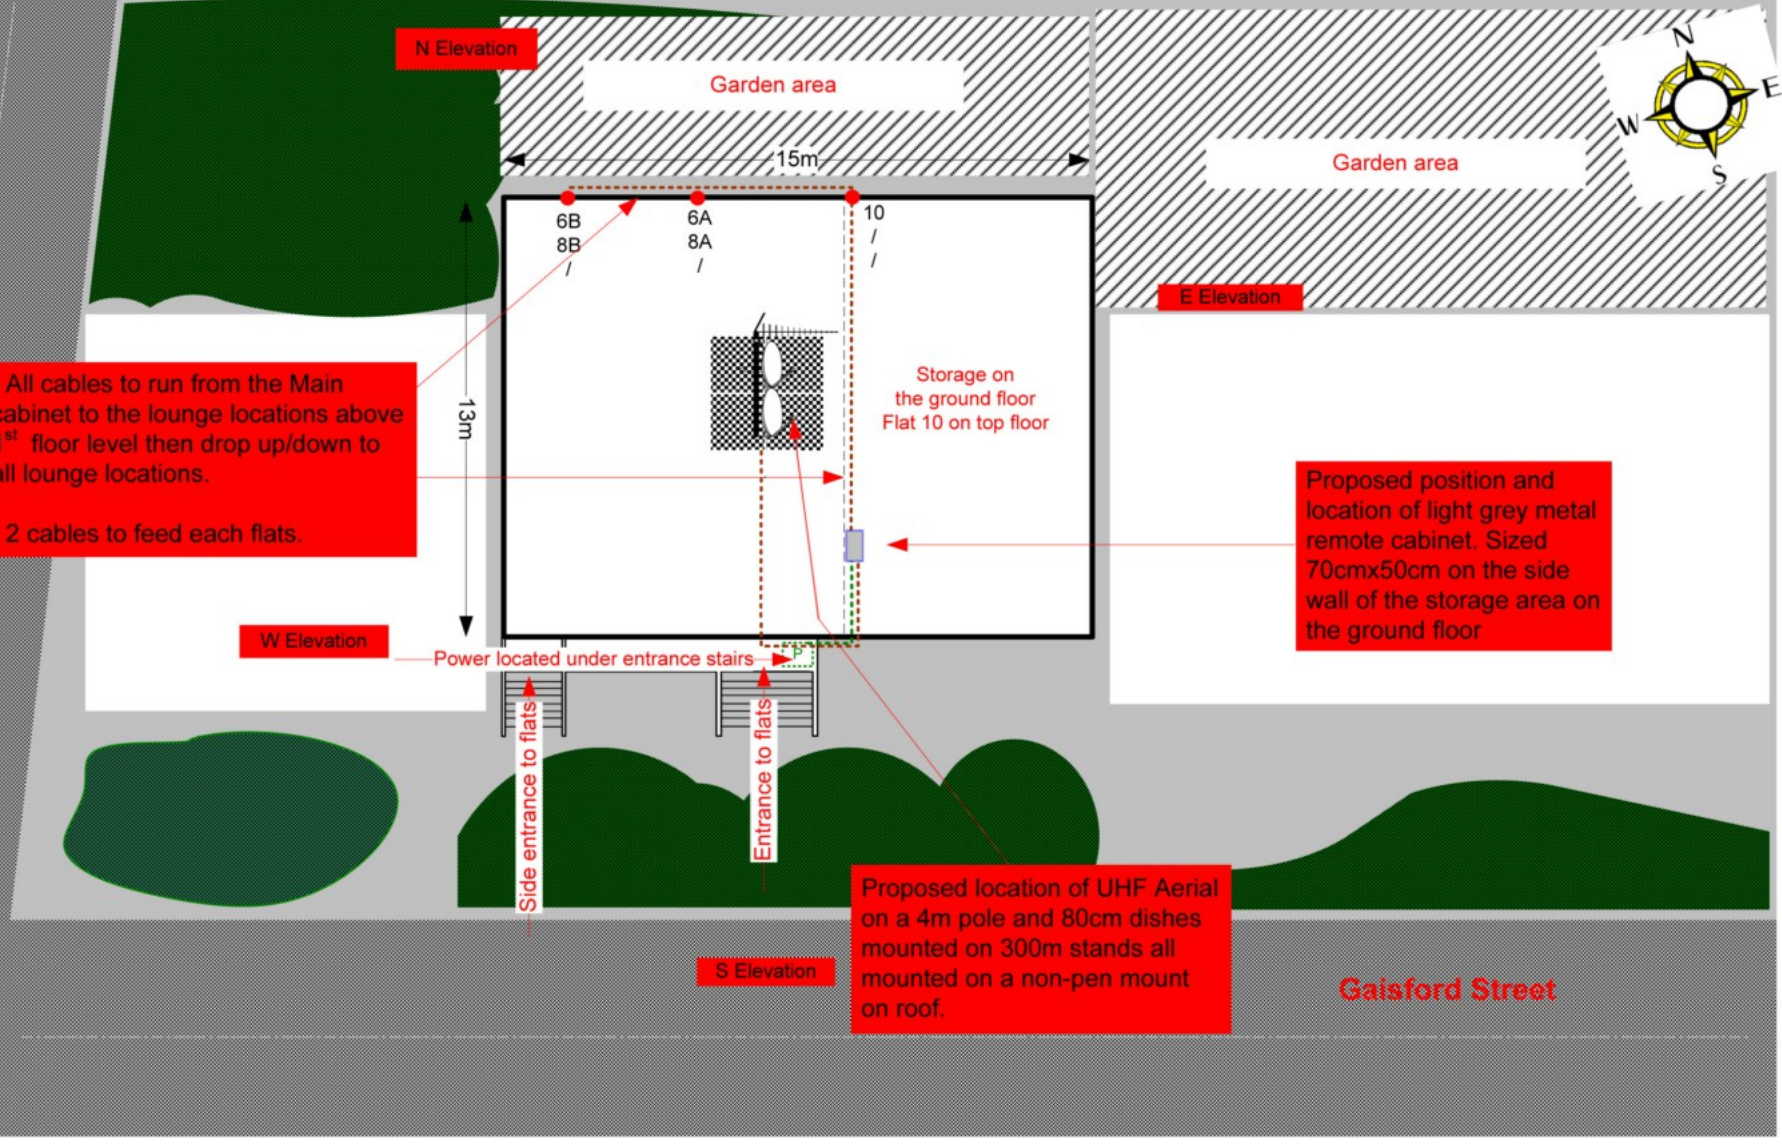 N Elevation
Garden area
N
E
W
S
15m
Garden area
6B
8B
/
6A
8A
/
10
/
/
E Elevation
13m
All cables to run from the Main
cabinet to the lounge locations above
1st floor level then drop up/down to
all lounge locations.
2 cables to feed each flats.
Storage on
the ground floor
Flat 10 on top floor
Proposed position and
location of light grey metal
remote cabinet. Sized
70cmx50cm on the side
wall of the storage area on
the ground floor
W Elevation
Power located under entrance stairs
P
Side entrance to flats
Entrance to flats
Proposed location of UHF Aerial
on a 4m pole and 80cm dishes
mounted on 300m stands all
mounted on a non-pen mount
on roof.
S Elevation
Gaisford Street